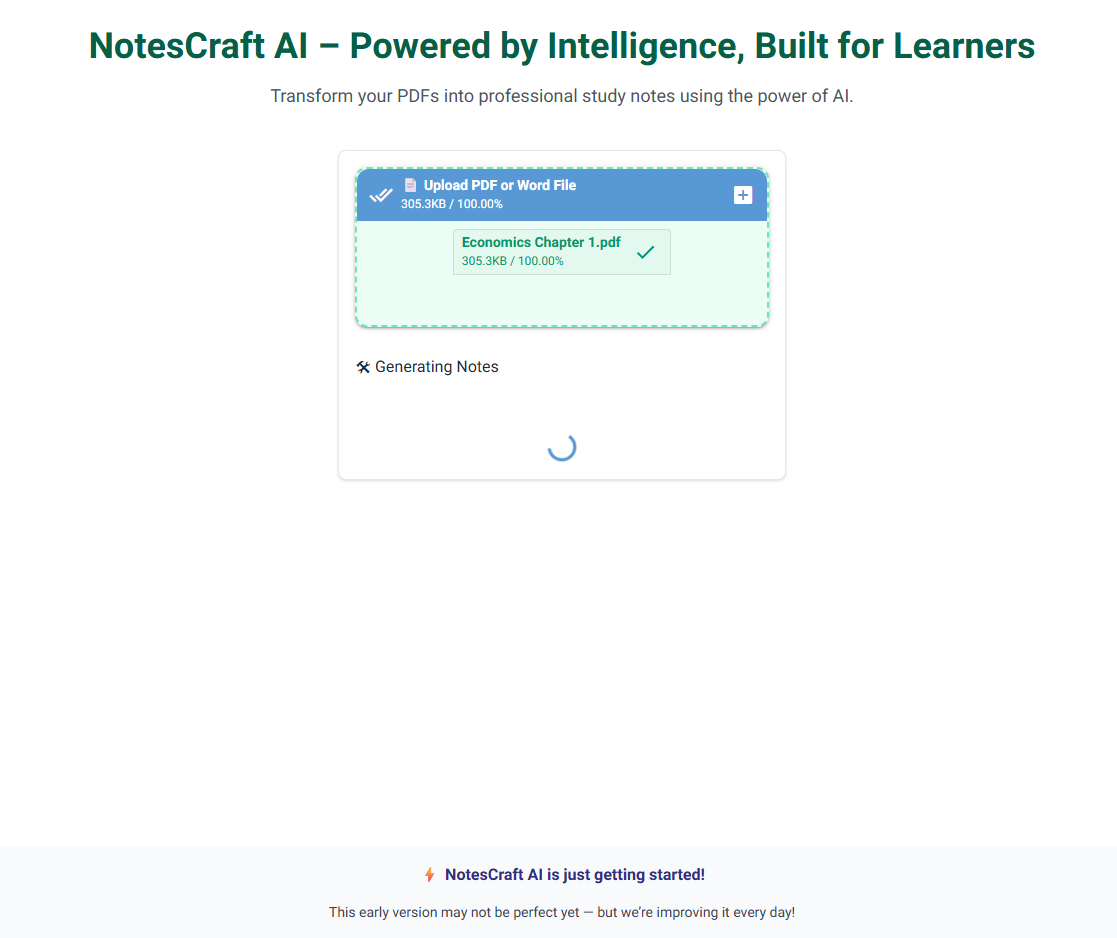 NotesCraft AI – Powered by Intelligence, Built for Learners
Transform your PDFs into professional study notes using the power of AI.
📄 Upload PDF or Word File
305.3KB / 100.00%
Economics Chapter 1.pdf
305.3KB / 100.00%
🛠 Generating Notes
⚡ NotesCraft AI is just getting started!
This early version may not be perfect yet — but we’re improving it every day!